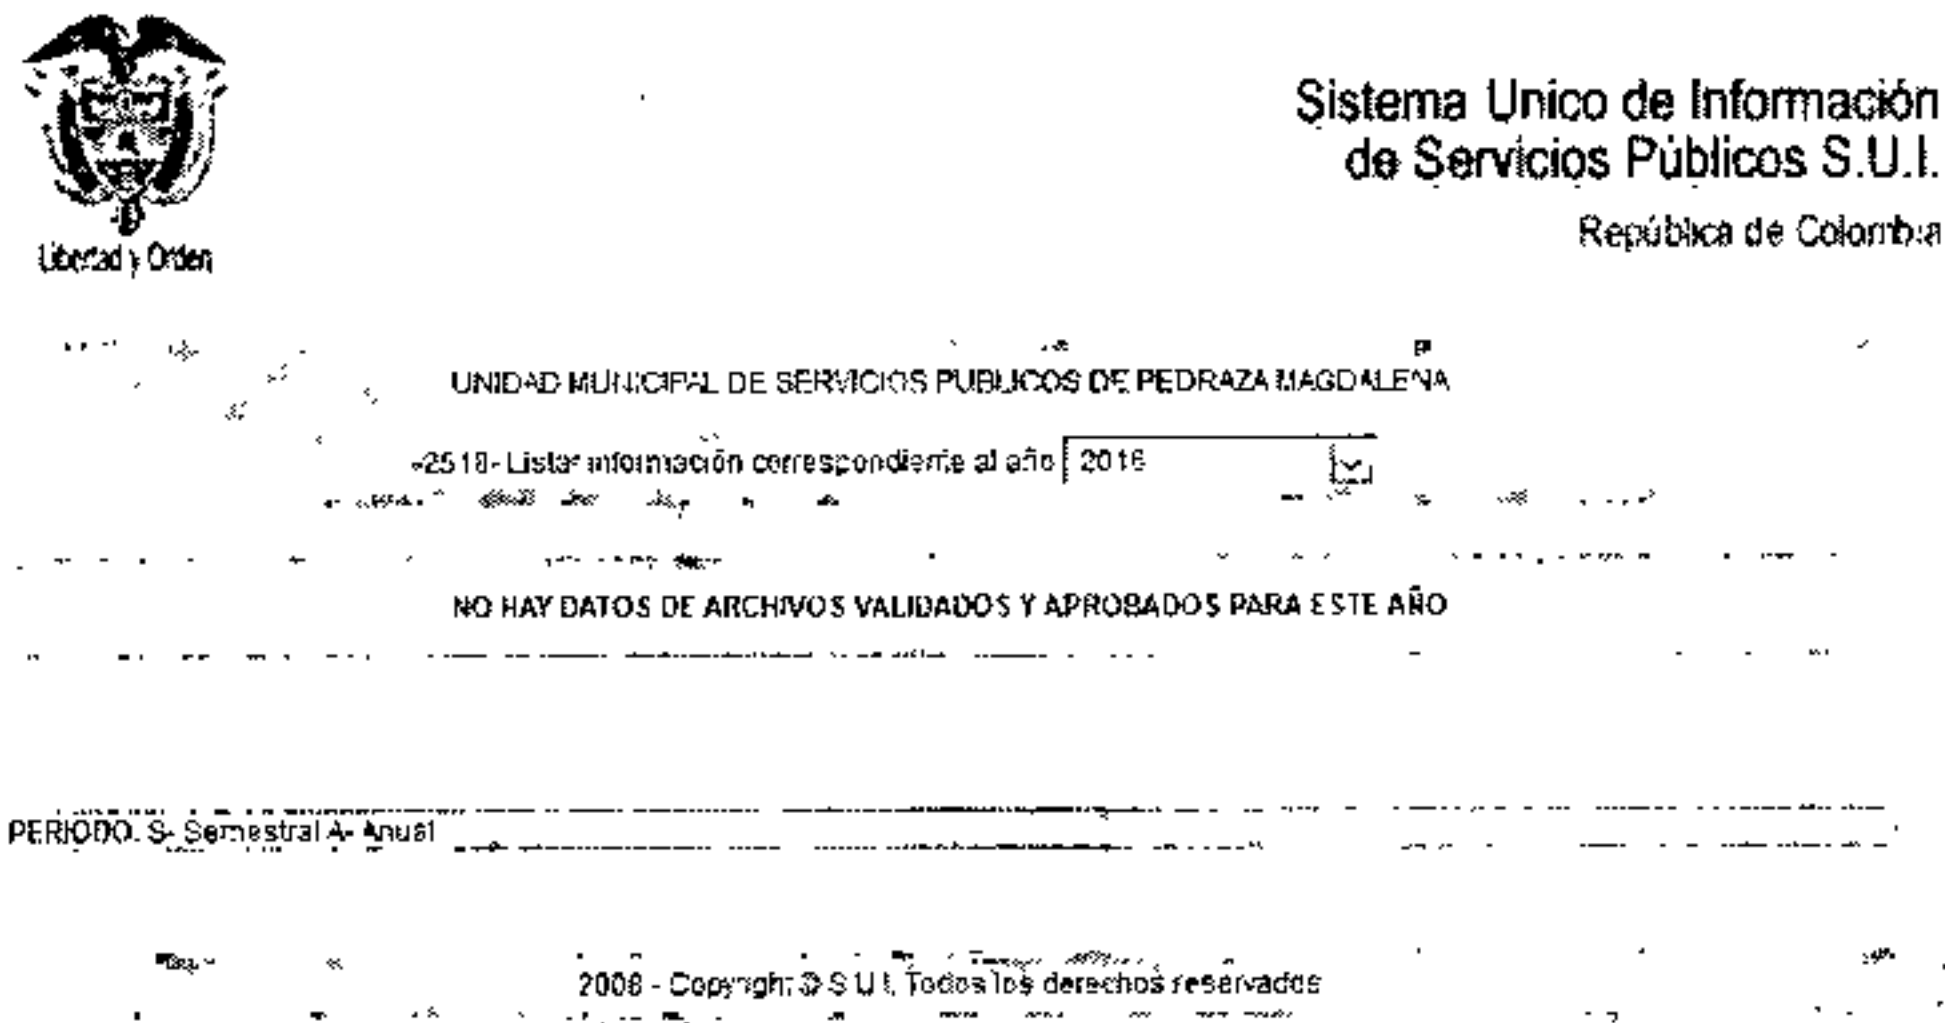 Libertad y Orden
Sistema Unico de Información
de Servicios Públicos S.U.I.
República de Colombia
UNIDAD MUNICIPAL DE SERVICIOS PUBLICOS DE PEDRAZA MAGDALENA
-2518- Listar información correspondiente al año 2016
NO HAY DATOS DE ARCHIVOS VALIDADOS Y APROBADOS PARA ESTE AÑO
PERIODO. S- Semestral A- Anual
2008 - Copyright © S U I. Todos los derechos reservados